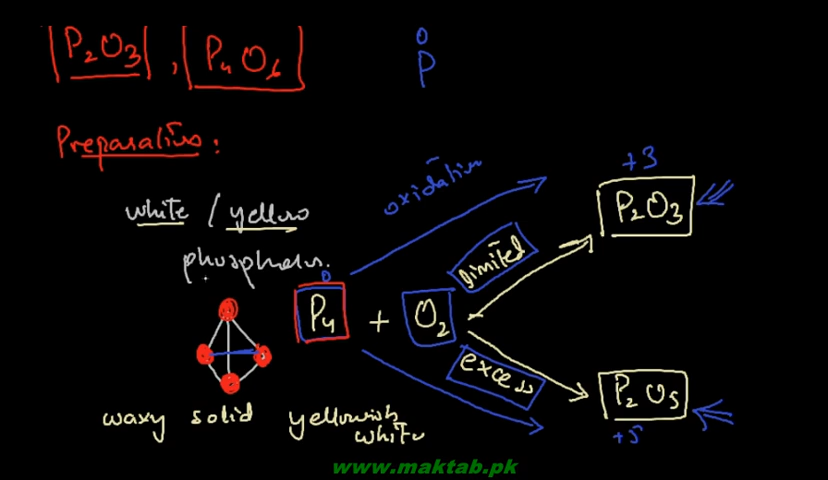 P₂O₃ , P₄O₆
0
P
Preparation :
white / yellow
phosphorus.
oxidation
+3
P₂O₃
limited
0
P₄ + O₂
excess
P₂O₅
+5
waxy solid yellowish
white
www.maktab.pk